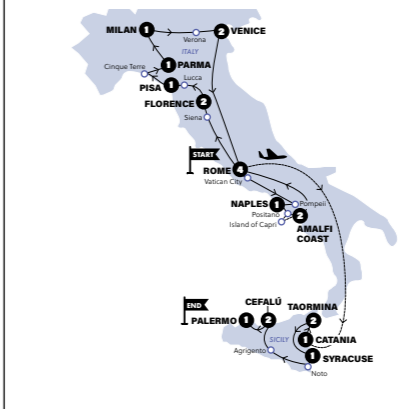 MILAN 1
Verona
2 VENICE
ITALY
Cinque Terre
1 PARMA
Lucca
PISA 1
FLORENCE 2
Siena
START
ROME 4
Vatican City
NAPLES 1
Pompeii
Positano
2
Island of Capri
AMALFI
COAST
END
CEFALÚ
2
TAORMINA
2
PALERMO 1
SICILY
1 CATANIA
Agrigento
1 SYRACUSE
Noto